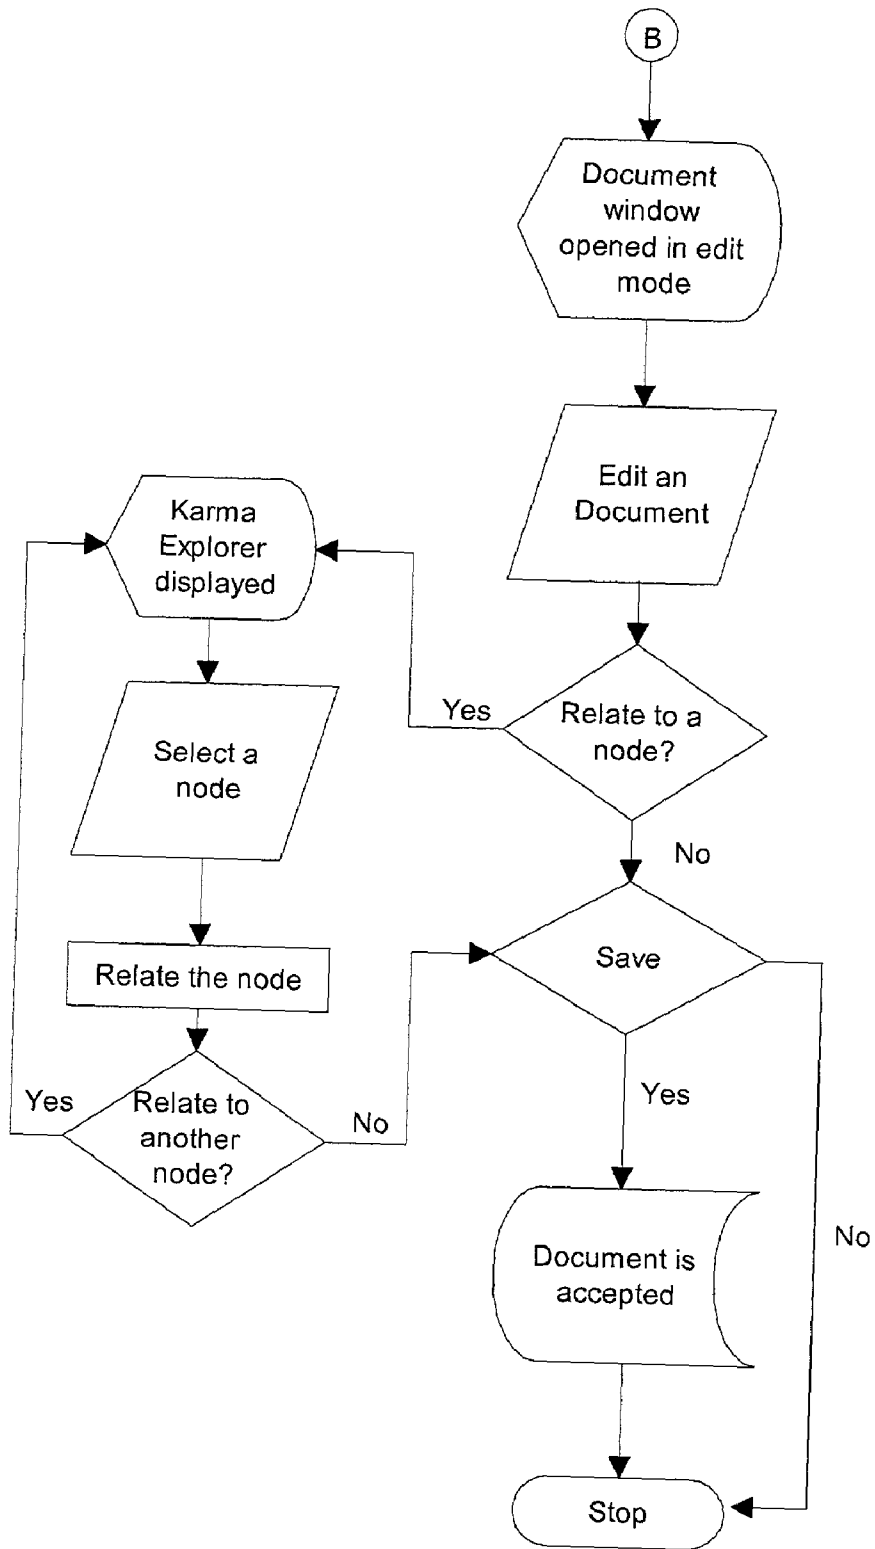 B
Document
window
opened in edit
mode
Edit an
Document
Karma
Explorer
displayed
Yes
Relate to a
node?
Select a
node
No
Save
Relate the node
Yes
Relate to
another
node?
No
Yes
Document is
accepted
No
Stop